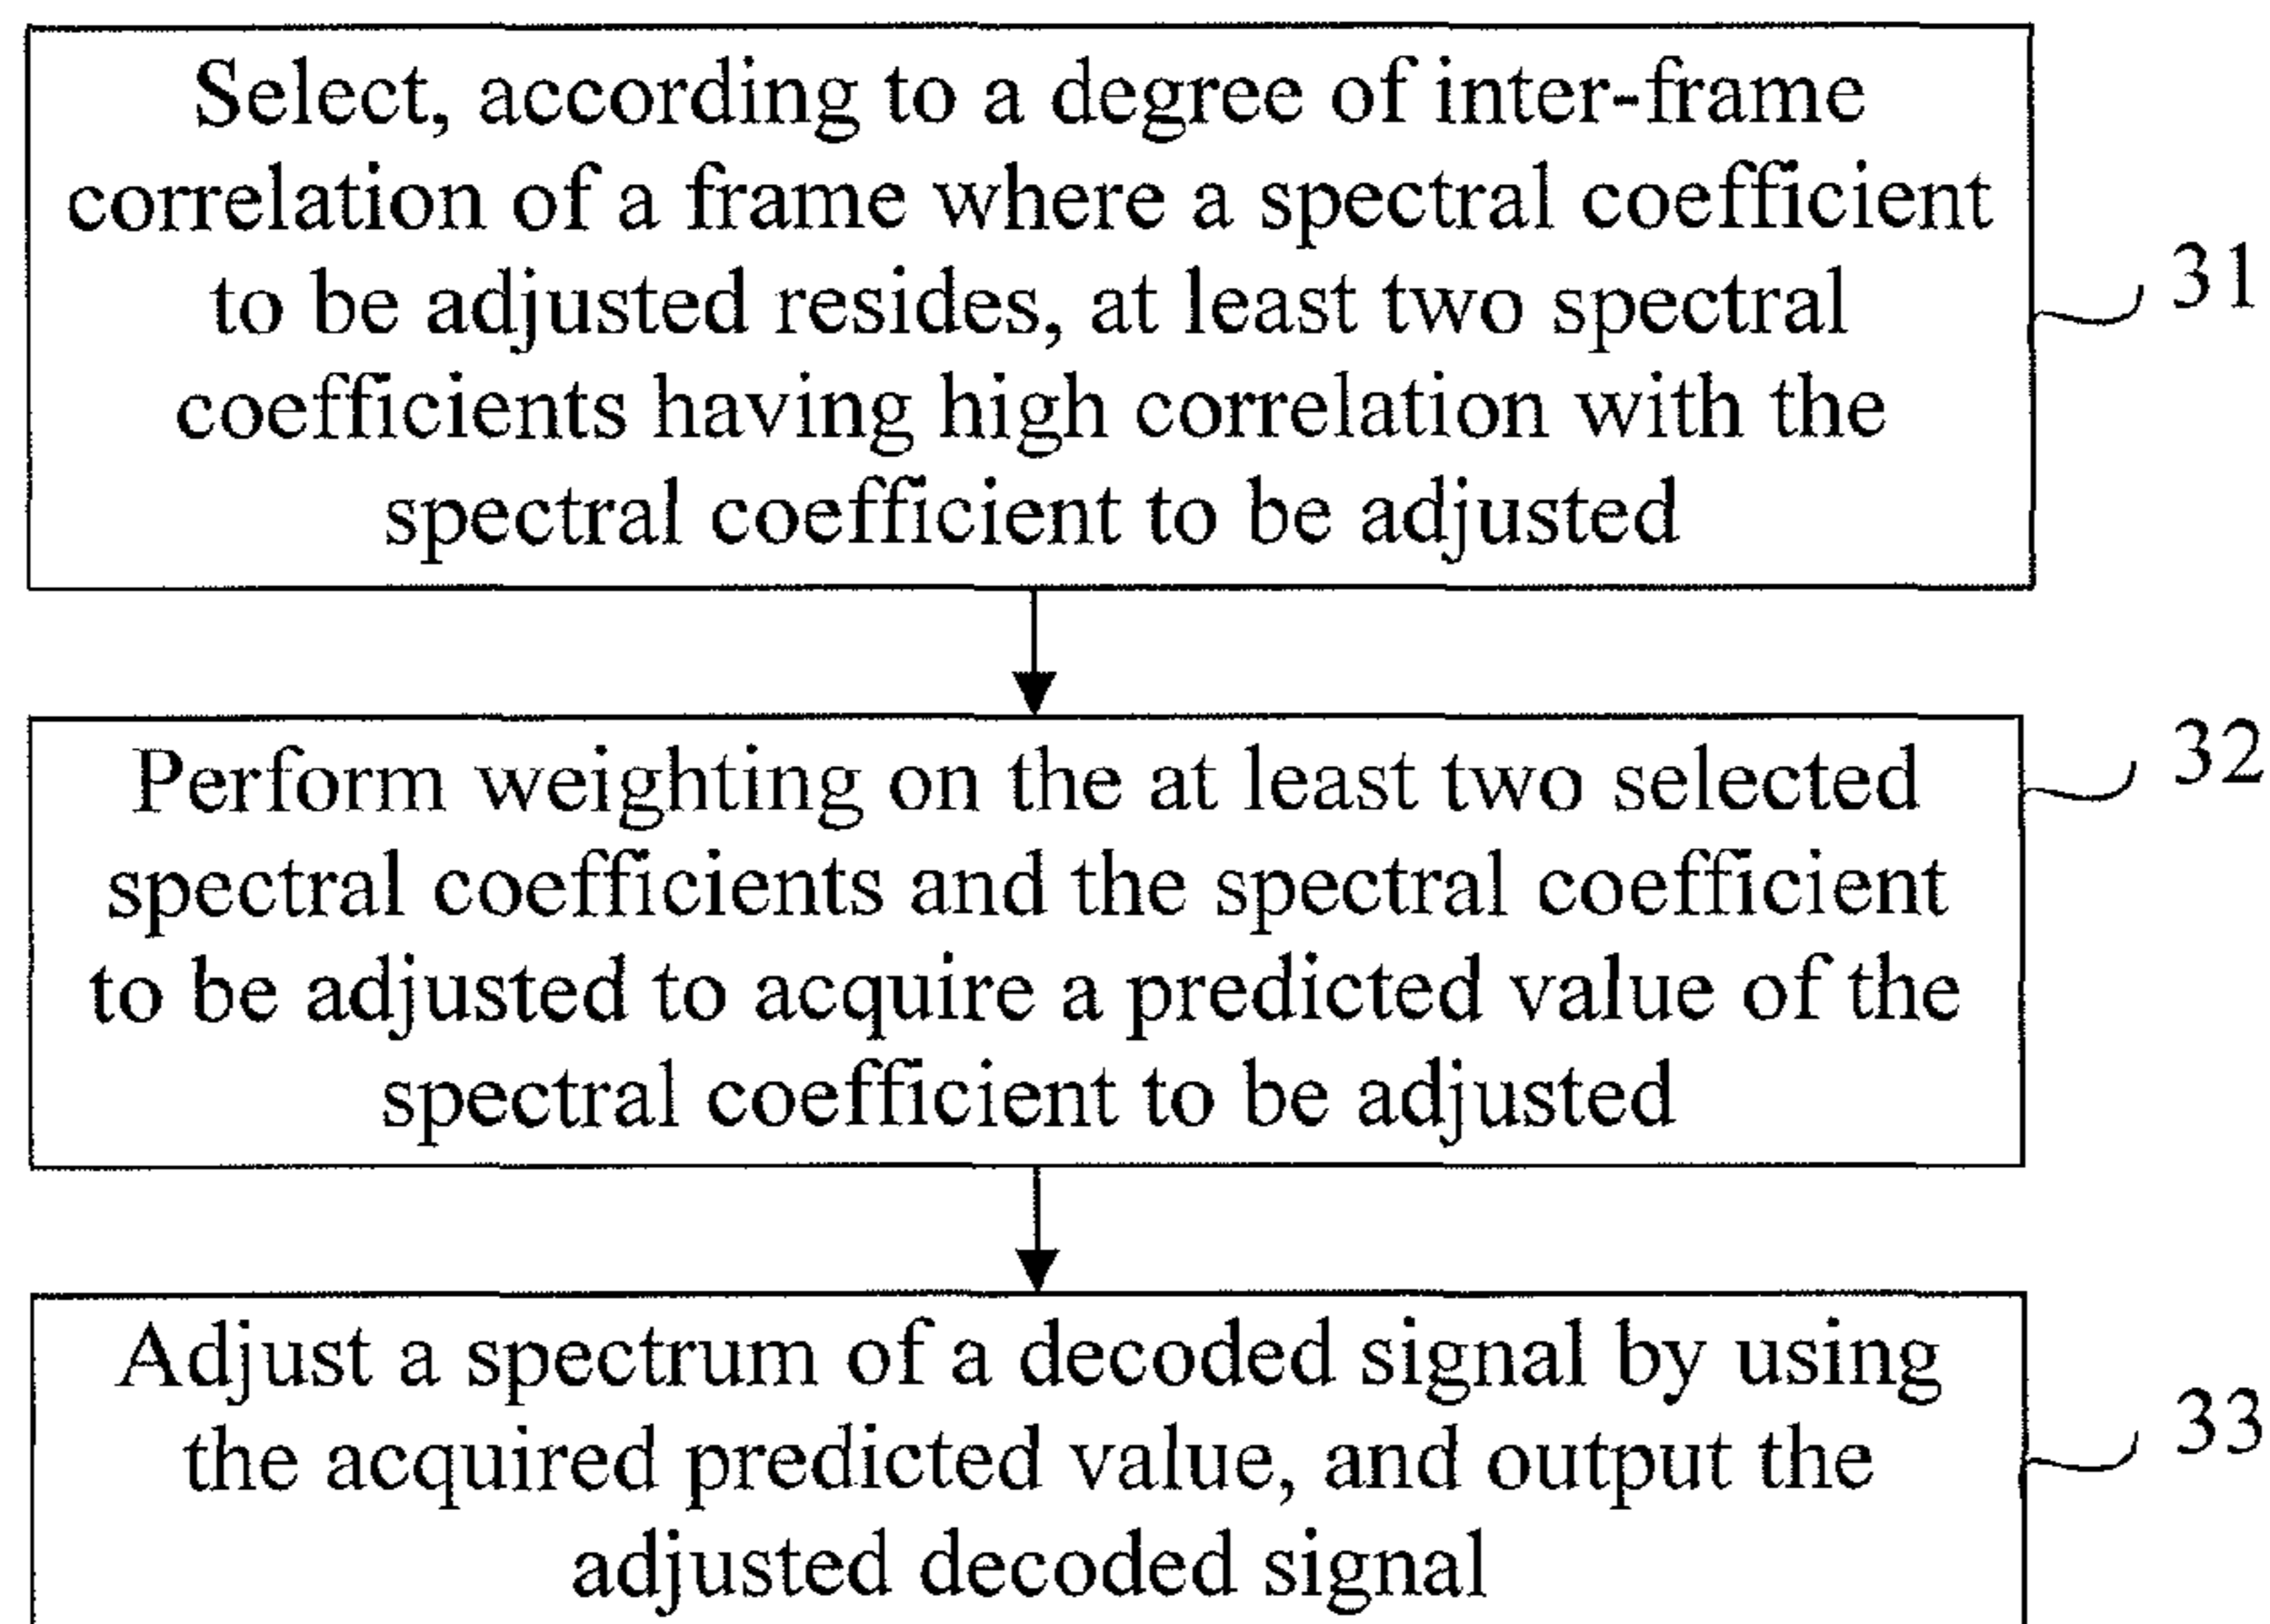 Select, according to a degree of inter-frame
correlation of a frame where a spectral coefficient
to be adjusted resides, at least two spectral
coefficients having high correlation with the
spectral coefficient to be adjusted
31
Perform weighting on the at least two selected
spectral coefficients and the spectral coefficient
to be adjusted to acquire a predicted value of the
spectral coefficient to be adjusted
32
Adjust a spectrum of a decoded signal by using
the acquired predicted value, and output the
adjusted decoded signal
33